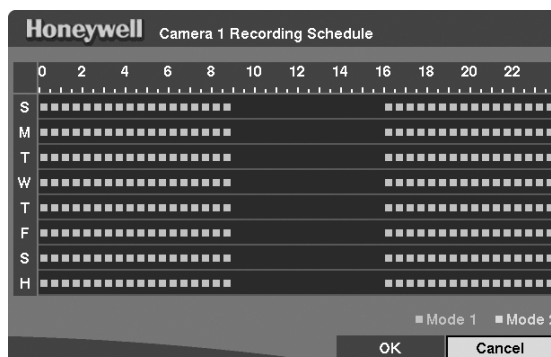 Honeywell Camera 1 Recording Schedule
0 2 4 6 8 10 12 14 16 18 20 22
S
M
T
W
T
F
S
H
Mode 1 Mode
OK Cancel